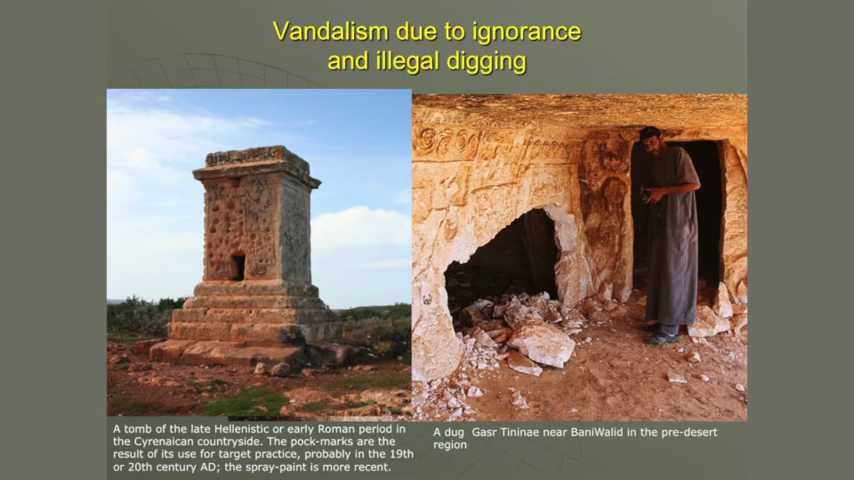 Vandalism due to ignorance
and illegal digging
A tomb of the late Hellenistic or early Roman period in
the Cyrenaican countryside. The pock-marks are the
result of its use for target practice, probably in the 19th
or 20th century AD; the spray-paint is more recent.
A dug  Gasr Tininae near BaniWalid in the pre-desert
region